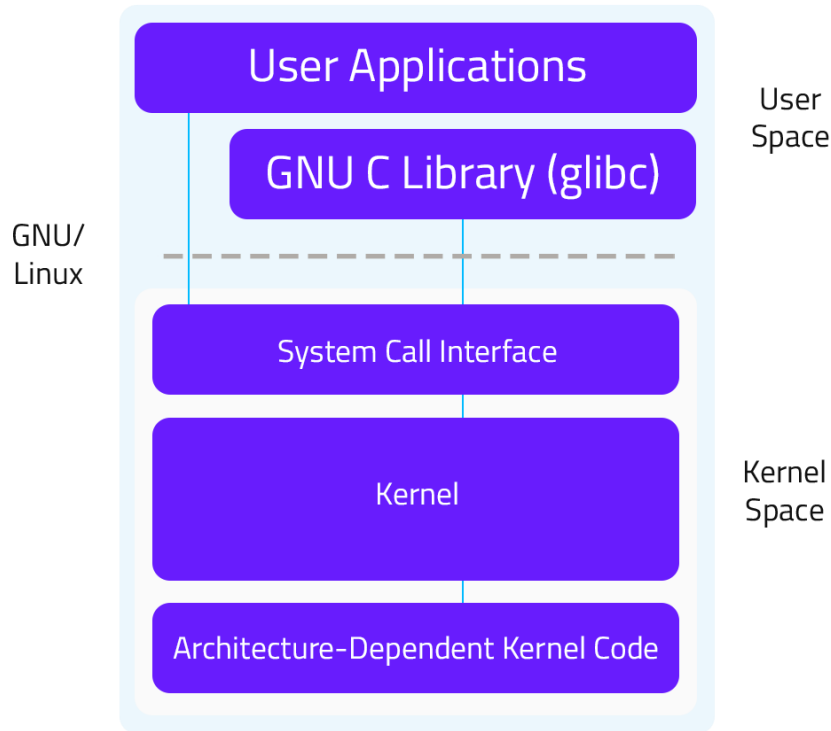 User Applications
User
Space
GNU C Library (glibc)
GNU/
Linux
System Call Interface
Kernel
Kernel
Space
Architecture-Dependent Kernel Code